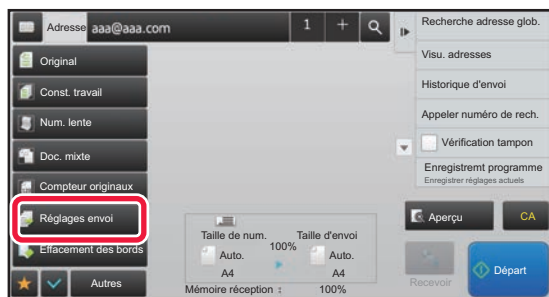 Adresse aaa@aaa.com 1 +
Original
Const. travail
Num. lente
Doc. mixte
Compteur originaux
Réglages envoi
Effacement des bords
Autres
Taille de num. 100% Taille d'envoi
Auto. Auto.
A4 A4
Mémoire réception : 100%
Recherche adresse glob.
Visu. adresses
Historique d'envoi
Appeler numéro de rech.
Vérification tampon
Enregistremt programme
Enregistrer réglages actuels
Aperçu CA
Recevoir Départ